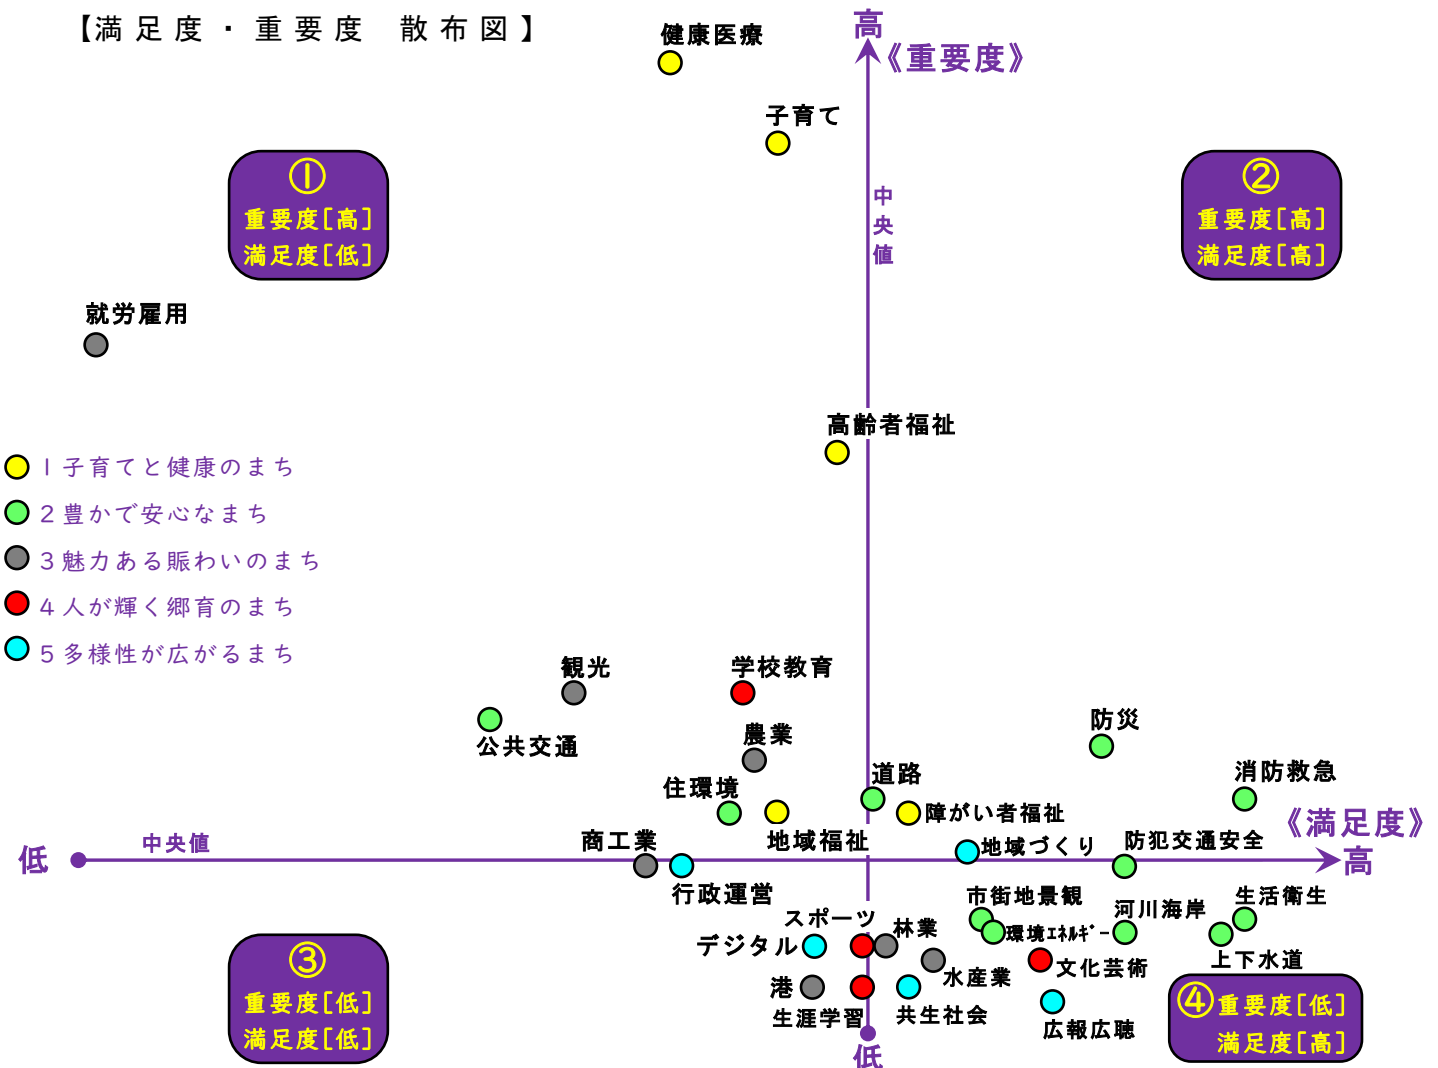 【満足度・重要度 散布図】
高
《重要度》
健康医療
子育て
中央値
①
重要度[高]
満足度[低]
②
重要度[高]
満足度[高]
就労雇用
高齢者福祉
1子育てと健康のまち
2豊かで安心なまち
3魅力ある賑わいのまち
4人が輝く郷育のまち
5多様性が広がるまち
観光
学校教育
公共交通
農業
防災
道路
消防救急
住環境
障がい者福祉
地域福祉
商工業
地域づくり
防犯交通安全
《満足度》
高
中央値
低
行政運営
市街地景観
生活衛生
スポーツ
林業
環境エネルギー
河川海岸
デジタル
上下水道
水産業
文化芸術
港
生涯学習
共生社会
広報広聴
③
重要度[低]
満足度[低]
④重要度[低]
満足度[高]
低